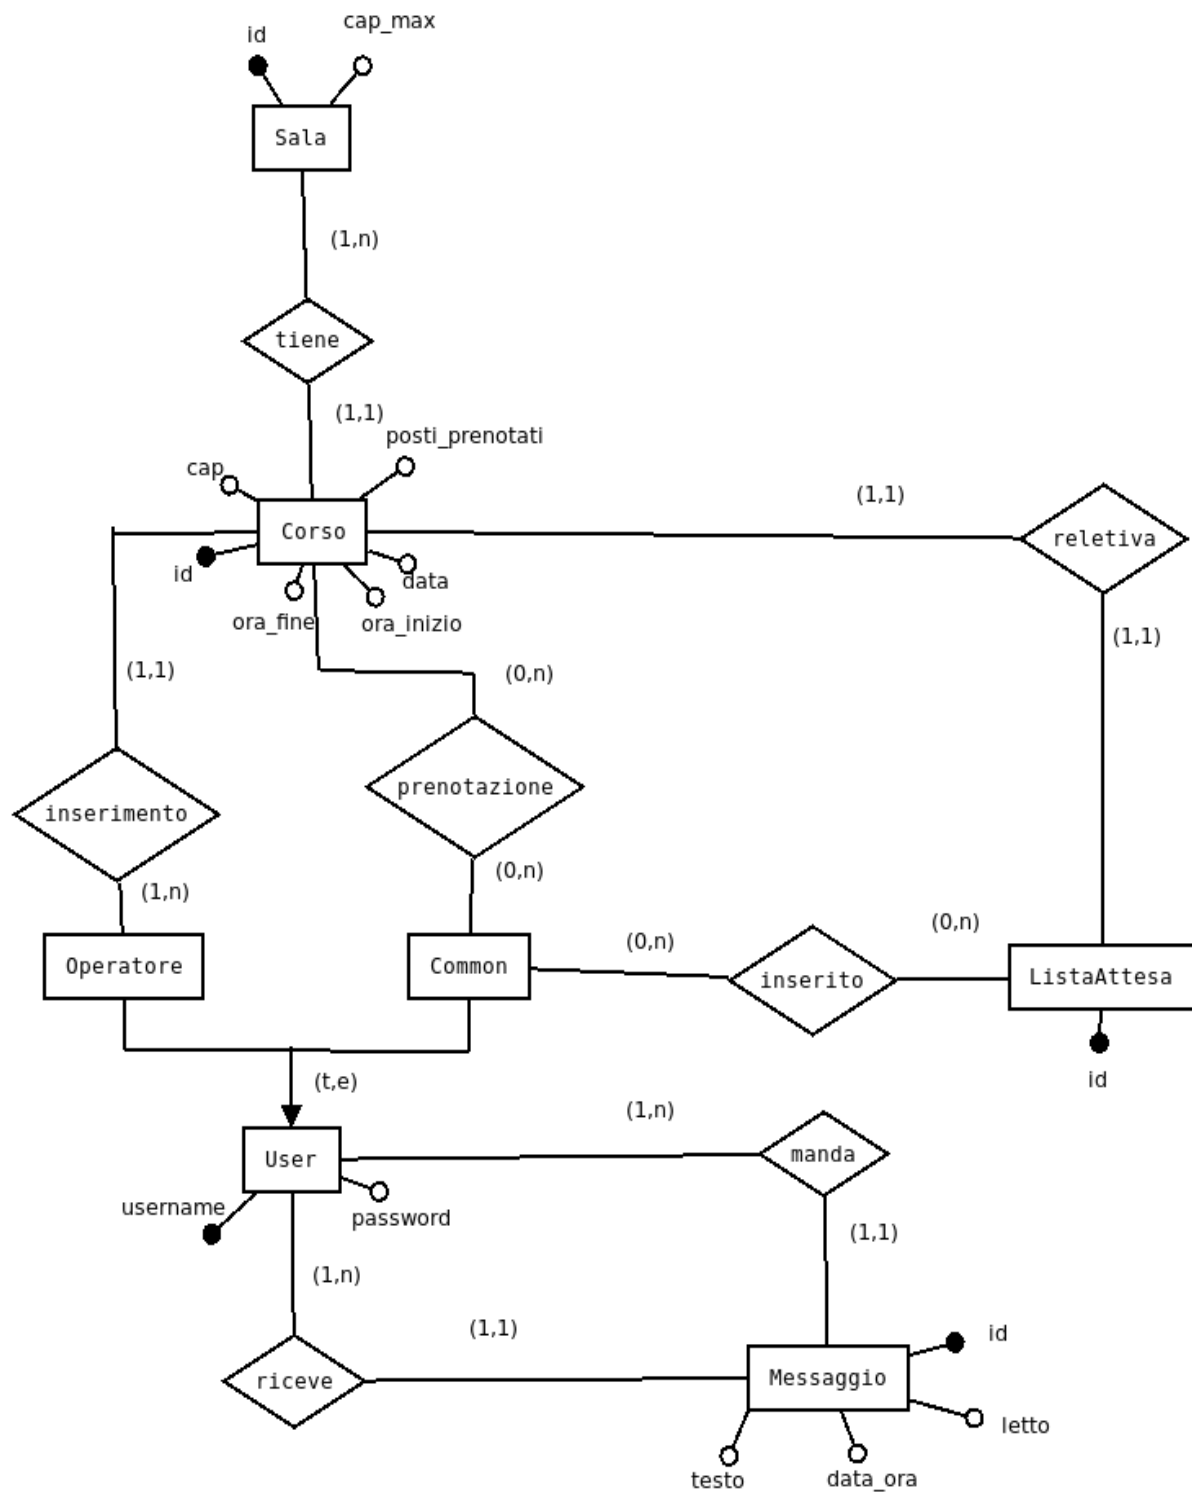 cap_max
id
Sala
(1,n)
tiene
(1,1)
posti_prenotati
cap
(1,1)
Corso
reletiva
id
data
ora_fine
ora_inizio
(1,1)
(1,1)
(0,n)
prenotazione
inserimento
(0,n)
(1,n)
(0,n)
(0,n)
Operatore
Common
inserito
ListaAttesa
id
(t,e)
(1,n)
User
manda
username
password
(1,1)
(1,n)
(1,1)
id
riceve
Messaggio
letto
testo
data_ora